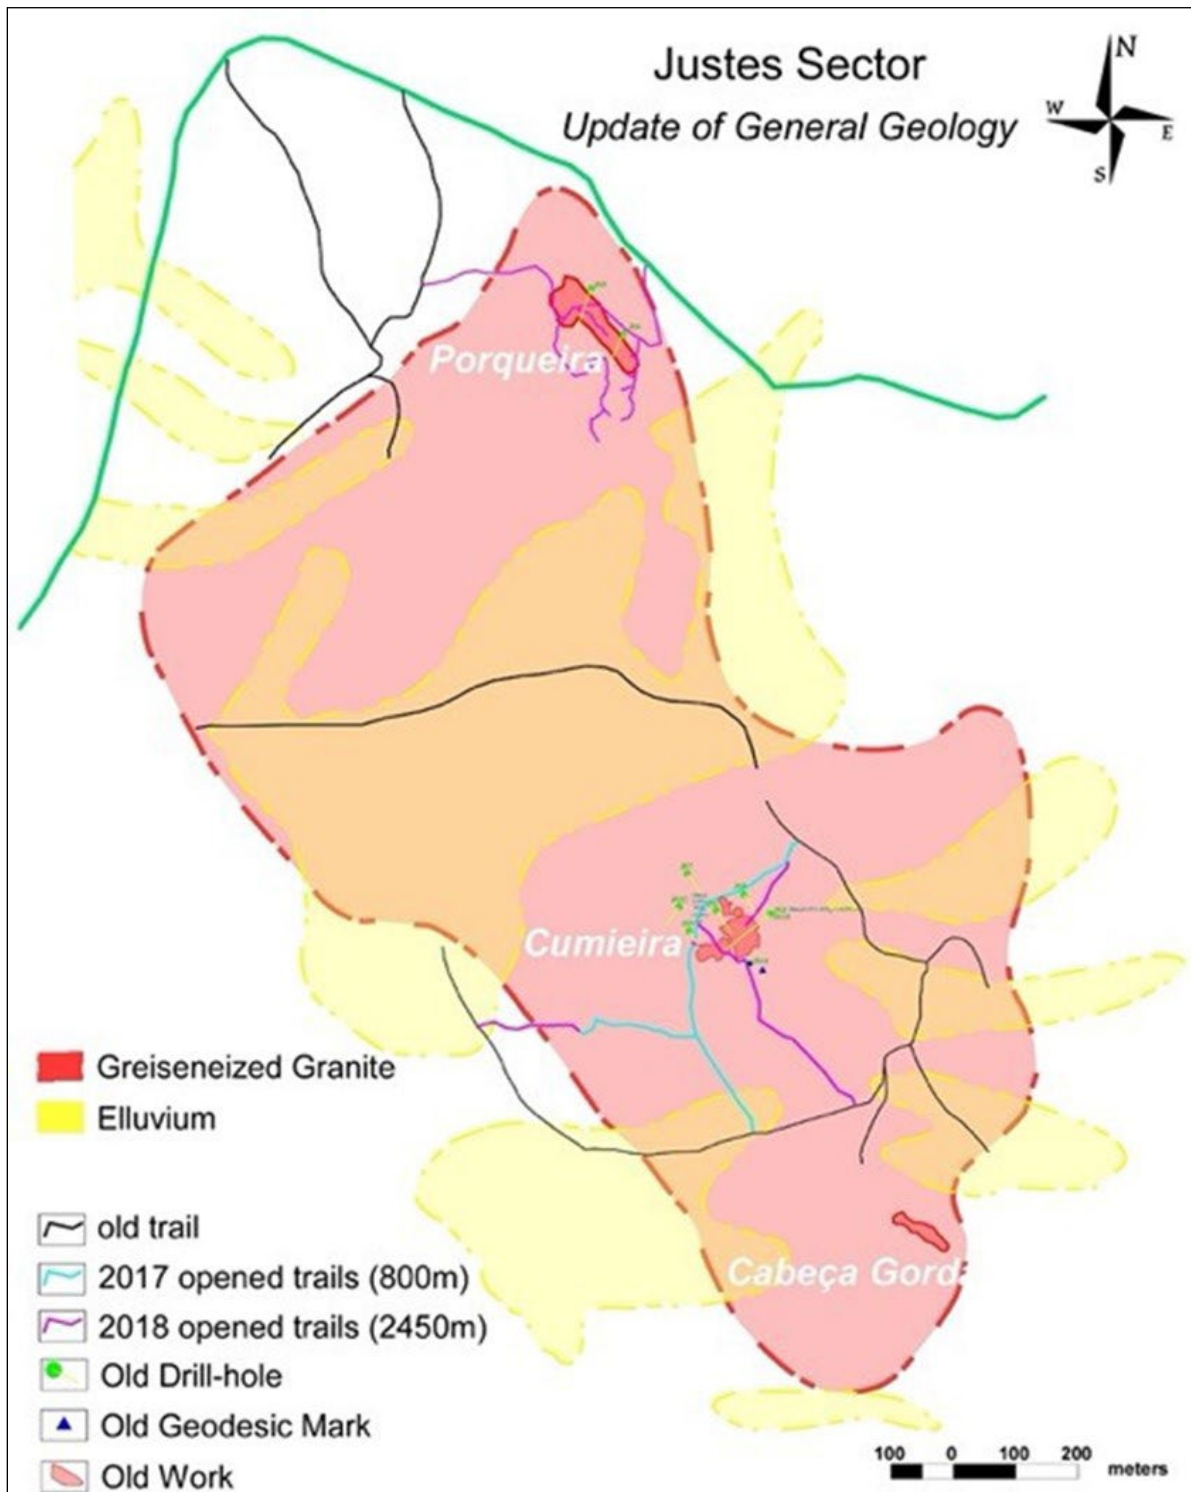 Justes Sector
Update of General Geology
N
W
E
S
Porqueira
Cumieira
Cabeça Gord
Greiseneized Granite
Elluvium
old trail
2017 opened trails (800m)
2018 opened trails (2450m)
Old Drill-hole
Old Geodesic Mark
Old Work
100 0 100 200
meters